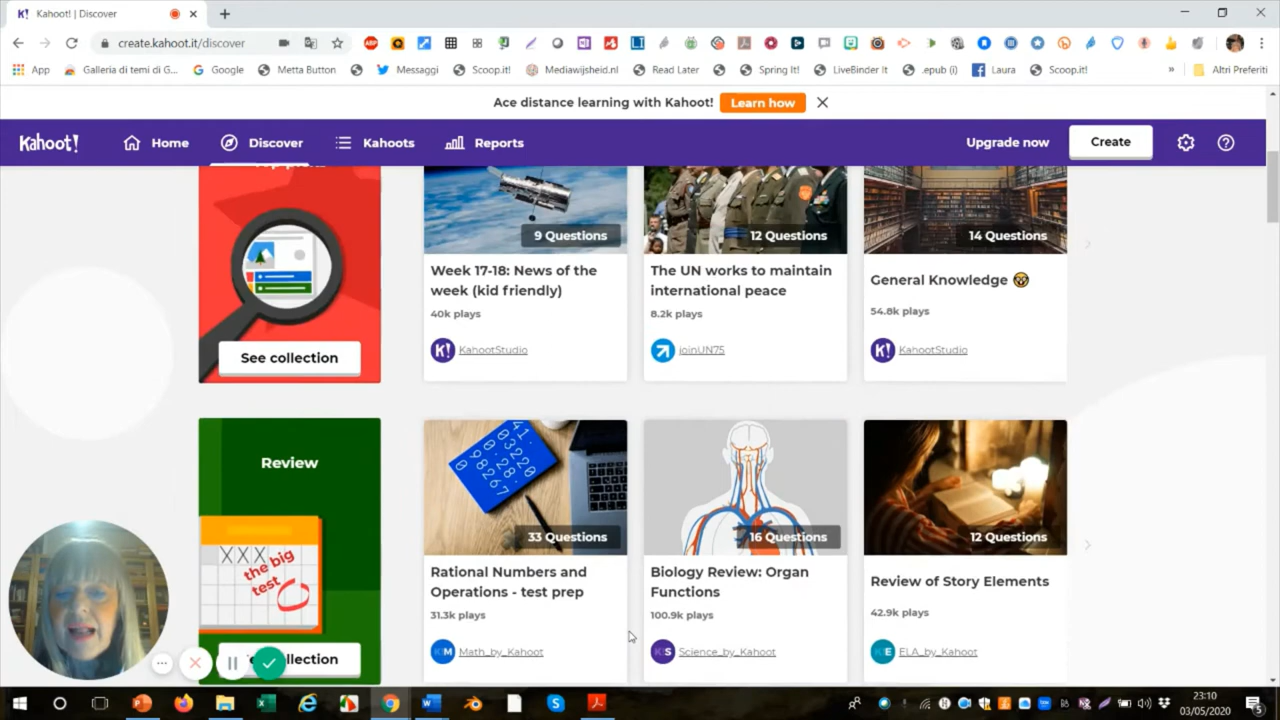 Kahoot! | Discover
create.kahoot.it/discover
App
Galleria di temi di G...
Google
Metta Button
Messaggi
Scoop.it!
Mediawijsheid.nl
Read Later
Spring It!
LiveBinder It
.epub (i)
Laura
Scoop.it!
»
Altri Preferiti
Ace distance learning with Kahoot!
Learn how
Kahoot!
Home
Discover
Kahoots
Reports
Upgrade now
Create
See collection
9 Questions
Week 17-18: News of the
week (kid friendly)
40k plays
K!
KahootStudio
12 Questions
The UN works to maintain
international peace
8.2k plays
joinUN75
14 Questions
General Knowledge 🤓
54.8k plays
K!
KahootStudio
Review
XXX
the big
test
llection
33 Questions
Rational Numbers and
Operations - test prep
31.3k plays
Math_by_Kahoot
16 Questions
Biology Review: Organ
Functions
100.9k plays
Science_by_Kahoot
12 Questions
Review of Story Elements
42.9k plays
ELA_by_Kahoot
23:10
03/05/2020